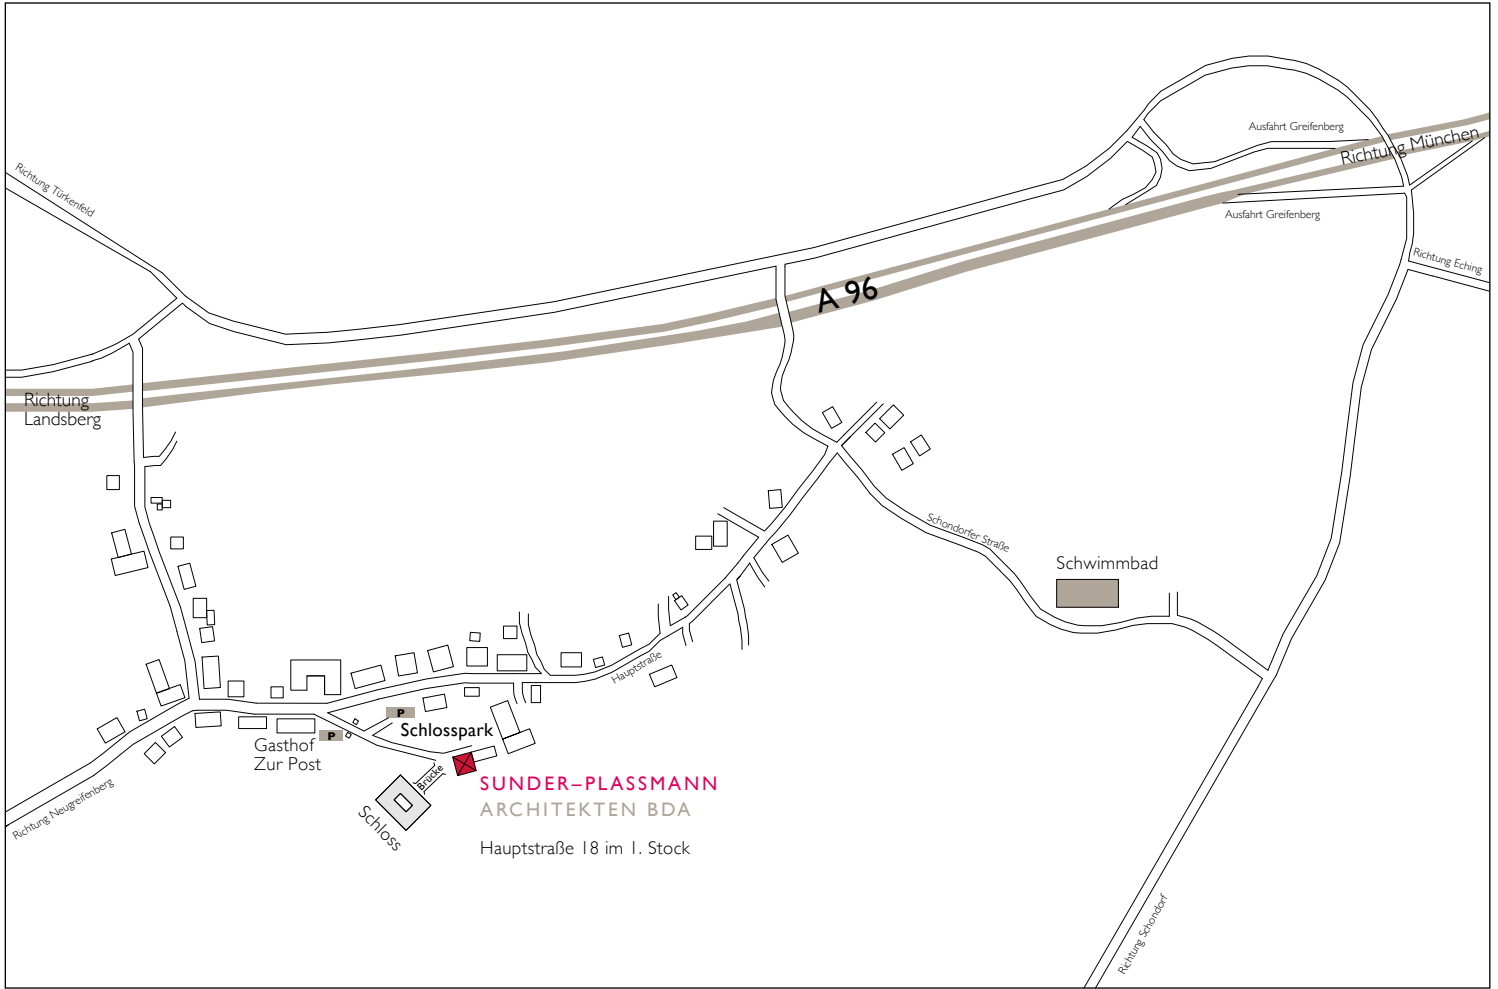 Ausfahrt Greifenberg
Richtung München
Richtung Türkenfeld
Ausfahrt Greifenberg
Richtung Eching
A 96
Richtung
Landsberg
Schondorfer Straße
Schwimmbad
Hauptstraße
P
Schlosspark
P
Gasthof
Zur Post
Brücke
SUNDER–PLASSMANN
ARCHITEKTEN BDA
Richtung Neugreifenberg
Schloss
Hauptstraße 18 im 1. Stock
Richtung Schondorf